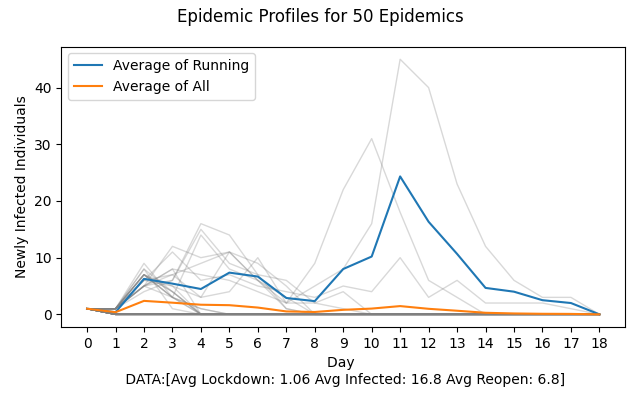 Epidemic Profiles for 50 Epidemics
Average of Running
Average of All
Newly Infected Individuals
40
30
20
10
0
0 1 2 3 4 5 6 7 8 9 10 11 12 13 14 15 16 17 18
Day
DATA:[Avg Lockdown: 1.06 Avg Infected: 16.8 Avg Reopen: 6.8]